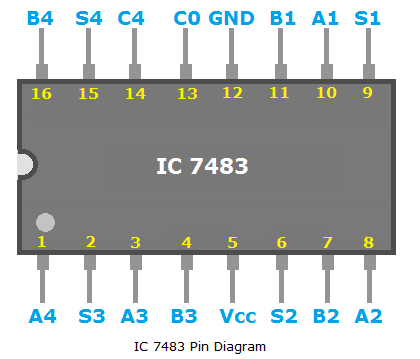 B4 S4 C4 C0 GND B1 A1 S1
16 15 14 13 12 11 10 9
IC 7483
1 2 3 4 5 6 7 8
A4 S3 A3 B3 Vcc S2 B2 A2
IC 7483 Pin Diagram